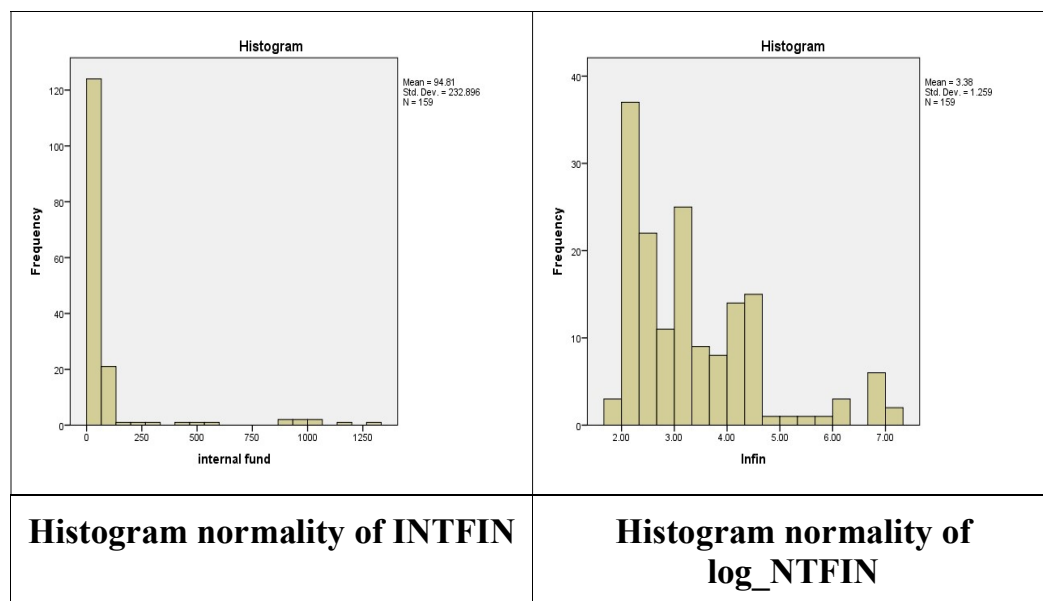 Histogram
Mean = 94.81
Std. Dev. = 232.896
N = 159
120
100
80
60
40
20
0
Frequency
0 250 500 750 1000 1250
internal fund
Histogram
Mean = 3.38
Std. Dev. = 1.259
N = 159
40
30
20
10
0
Frequency
2.00 3.00 4.00 5.00 6.00 7.00
lnfin
Histogram normality of INTFIN
Histogram normality of
log_NTFIN